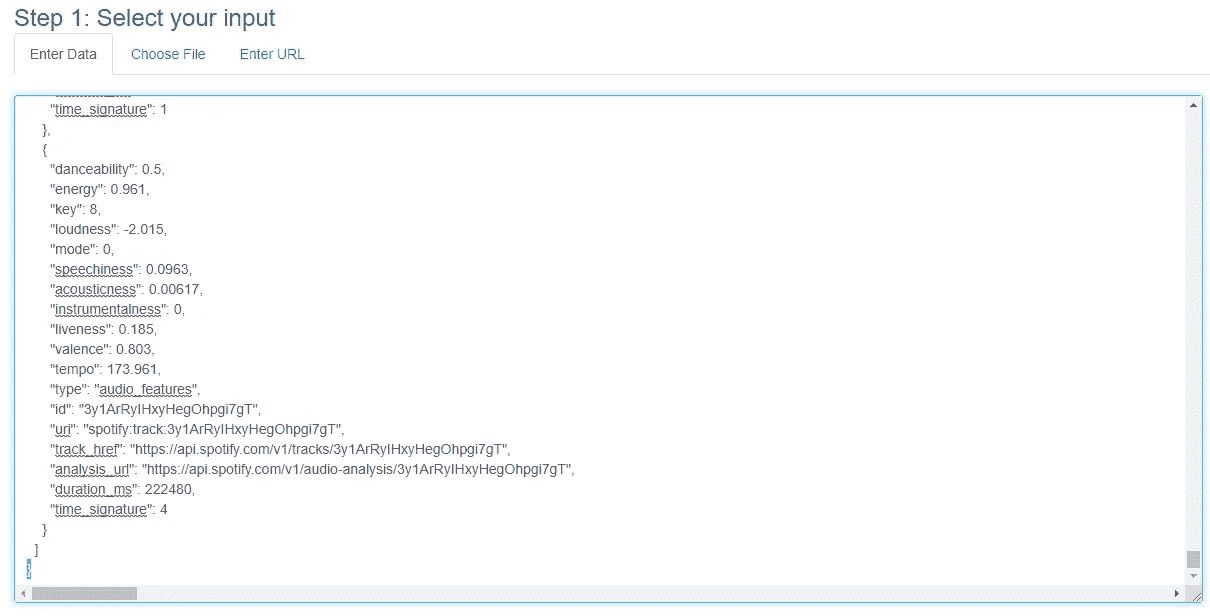 Step 1: Select your input
Enter Data Choose File Enter URL
"time_signature": 1
},
{
"danceability": 0.5,
"energy": 0.961,
"key": 8,
"loudness": -2.015,
"mode": 0,
"speechiness": 0.0963,
"acousticness": 0.00617,
"instrumentalness": 0,
"liveness": 0.185,
"valence": 0.803,
"tempo": 173.961,
"type": "audio_features",
"id": "3y1ArRyIHxyHegOhpgi7gT",
"uri": "spotify:track:3y1ArRyIHxyHegOhpgi7gT",
"track_href": "https://api.spotify.com/v1/tracks/3y1ArRyIHxyHegOhpgi7gT",
"analysis_url": "https://api.spotify.com/v1/audio-analysis/3y1ArRyIHxyHegOhpgi7gT",
"duration_ms": 222480,
"time_signature": 4
}
]
}